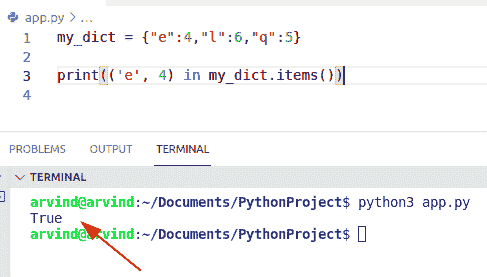 app.py > ...
1 my_dict = {"e":4,"l":6,"q":5}
2
3 print(('e', 4) in my_dict.items())
4
PROBLEMS OUTPUT TERMINAL
TERMINAL
arvind@arvind:~/Documents/PythonProject$ python3 app.py
True
arvind@arvind:~/Documents/PythonProject$